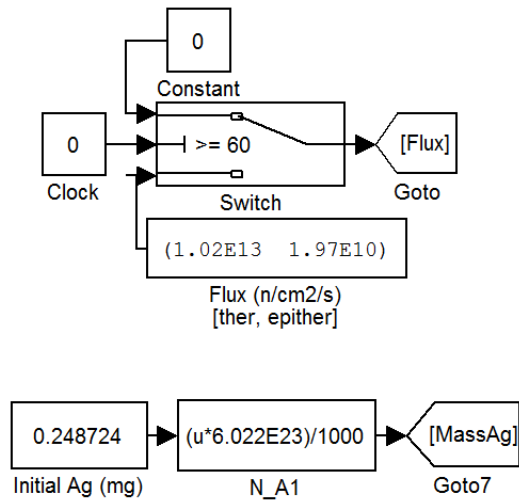 0
Constant
0
Clock
>= 60
Switch
[Flux]
Goto
(1.02E13  1.97E10)
Flux (n/cm2/s)
[ther, epither]
0.248724
Initial Ag (mg)
(u*6.022E23)/1000
N_A1
[MassAg]
Goto7